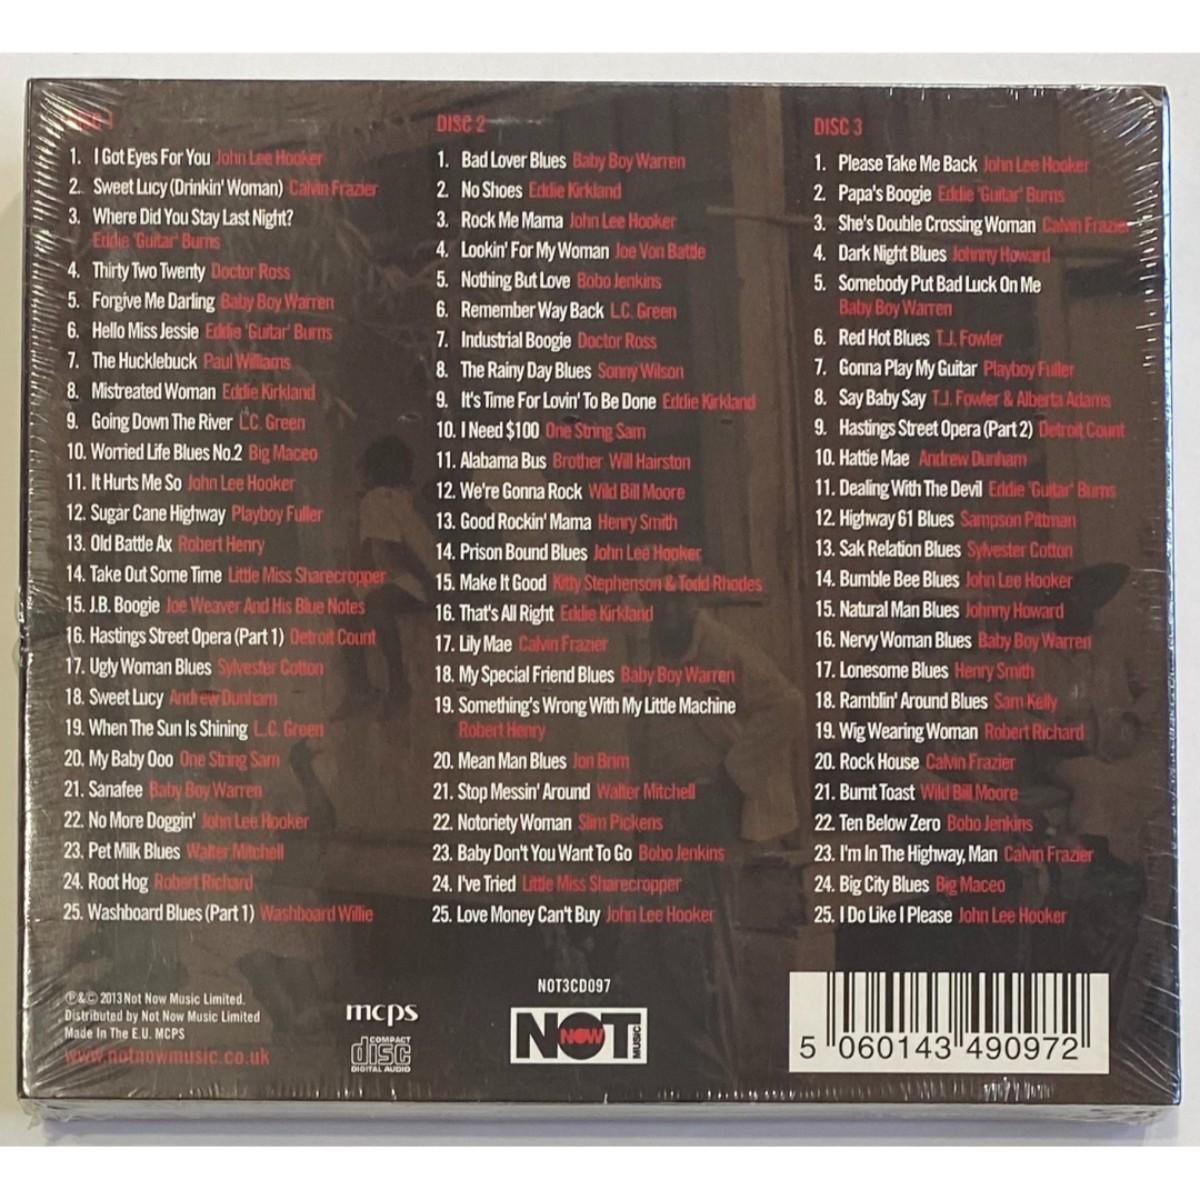 DISC 1
1. I Got Eyes For You John Lee Hooker
2. Sweet Lucy (Drinkin' Woman) Calvin Frazier
3. Where Did You Stay Last Night?
Eddie 'Guitar' Burns
4. Thirty Two Twenty Doctor Ross
5. Forgive Me Darling Baby Boy Warren
6. Hello Miss Jessie Eddie 'Guitar' Burns
7. The Hucklebuck Paul Williams
8. Mistreated Woman Eddie Kirkland
9. Going Down The River L.C. Green
10. Worried Life Blues No.2 Big Maceo
11. It Hurts Me So John Lee Hooker
12. Sugar Cane Highway Playboy Fuller
13. Old Battle Ax Robert Henry
14. Take Out Some Time Little Miss Sharecropper
15. J.B. Boogie Joe Weaver And His Blue Notes
16. Hastings Street Opera (Part 1) Detroit Count
17. Ugly Woman Blues Sylvester Cotton
18. Sweet Lucy Andrew Dunham
19. When The Sun Is Shining L.C. Green
20. My Baby Ooo One String Sam
21. Sanafee Baby Boy Warren
22. No More Doggin' John Lee Hooker
23. Pet Milk Blues Walter Mitchell
24. Root Hog Robert Richard
25. Washboard Blues (Part 1) Washboard Willie
DISC 2
1. Bad Lover Blues Baby Boy Warren
2. No Shoes Eddie Kirkland
3. Rock Me Mama John Lee Hooker
4. Lookin' For My Woman Joe Von Battle
5. Nothing But Love Bobo Jenkins
6. Remember Way Back L.C. Green
7. Industrial Boogie Doctor Ross
8. The Rainy Day Blues Sonny Wilson
9. It's Time For Lovin' To Be Done Eddie Kirkland
10. I Need $100 One String Sam
11. Alabama Bus Brother Will Hairston
12. We're Gonna Rock Wild Bill Moore
13. Good Rockin' Mama Henry Smith
14. Prison Bound Blues John Lee Hooker
15. Make It Good Kitty Stephenson & Todd Rhodes
16. That's All Right Eddie Kirkland
17. Lily Mae Calvin Frazier
18. My Special Friend Blues Baby Boy Warren
19. Something's Wrong With My Little Machine
Robert Henry
20. Mean Man Blues Jon Brim
21. Stop Messin' Around Walter Mitchell
22. Notoriety Woman Slim Pickens
23. Baby Don't You Want To Go Bobo Jenkins
24. I've Tried Little Miss Sharecropper
25. Love Money Can't Buy John Lee Hooker
DISC 3
1. Please Take Me Back John Lee Hooker
2. Papa's Boogie Eddie 'Guitar' Burns
3. She's Double Crossing Woman Calvin Frazier
4. Dark Night Blues Johnny Howard
5. Somebody Put Bad Luck On Me
Baby Boy Warren
6. Red Hot Blues T.J. Fowler
7. Gonna Play My Guitar Playboy Fuller
8. Say Baby Say T.J. Fowler & Alberta Adams
9. Hastings Street Opera (Part 2) Detroit Count
10. Hattie Mae Andrew Dunham
11. Dealing With The Devil Eddie 'Guitar' Burns
12. Highway 61 Blues Sampson Pittman
13. Sak Relation Blues Sylvester Cotton
14. Bumble Bee Blues John Lee Hooker
15. Natural Man Blues Johnny Howard
16. Nervy Woman Blues Baby Boy Warren
17. Lonesome Blues Henry Smith
18. Ramblin' Around Blues Sam Kelly
19. Wig Wearing Woman Robert Richard
20. Rock House Calvin Frazier
21. Burnt Toast Wild Bill Moore
22. Ten Below Zero Bobo Jenkins
23. I'm In The Highway, Man Calvin Frazier
24. Big City Blues Big Maceo
25. I Do Like I Please John Lee Hooker
℗&© 2013 Not Now Music Limited.
Distributed by Not Now Music Limited
Made In The E.U. MCPS
www.notnowmusic.co.uk
mcps
COMPACT
disc
DIGITAL AUDIO
NOT3CD097
NOT NOW MUSIC
5 060143 490972